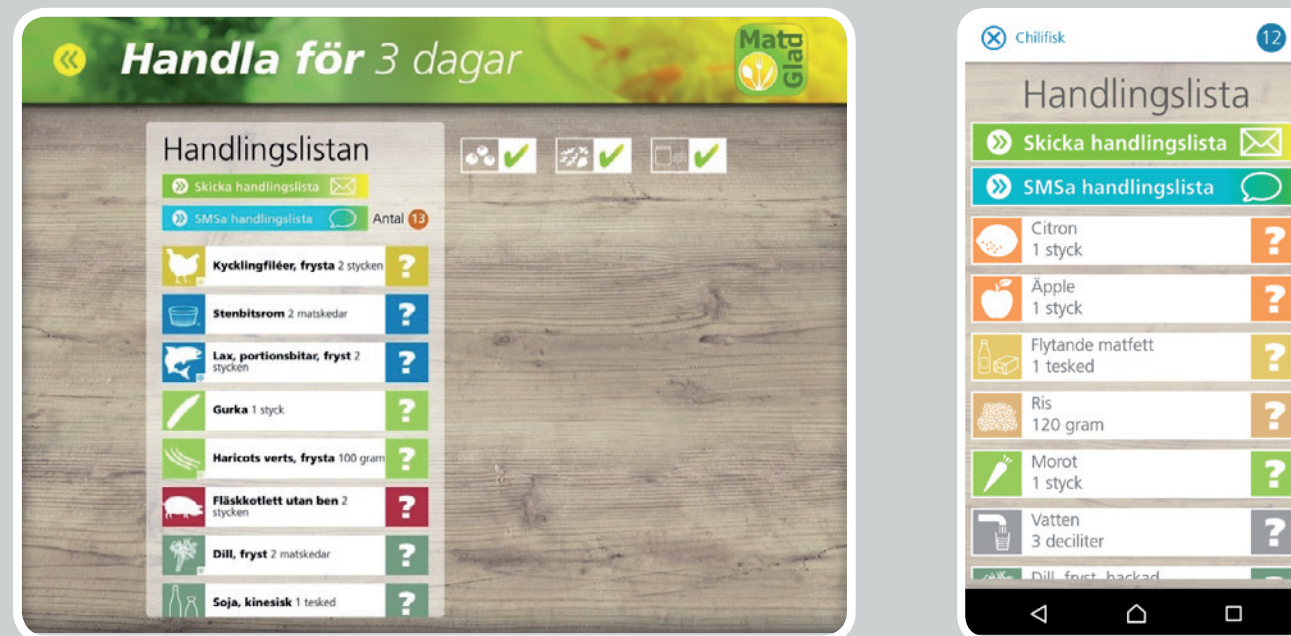 Handla för 3 dagar
Mat
Glad
Handlingslistan
Skicka handlingslista
SMSa handlingslista
Antal 13
Kycklingfiléer, frysta 2 stycken ?
Stenbitsrom 2 matskedar ?
Lax, portionsbitar, fryst 2
stycken ?
Gurka 1 styck ?
Haricots verts, frysta 100 gram ?
Fläskkotlett utan ben 2
stycken ?
Dill, fryst 2 matskedar ?
Soja, kinesisk 1 tesked ?
Chilifisk 12
Handlingslista
Skicka handlingslista
SMSa handlingslista
Citron
1 styck ?
Äpple
1 styck ?
Flytande matfett
1 tesked ?
Ris
120 gram ?
Morot
1 styck ?
Vatten
3 deciliter ?
Dill, fryst, hackad